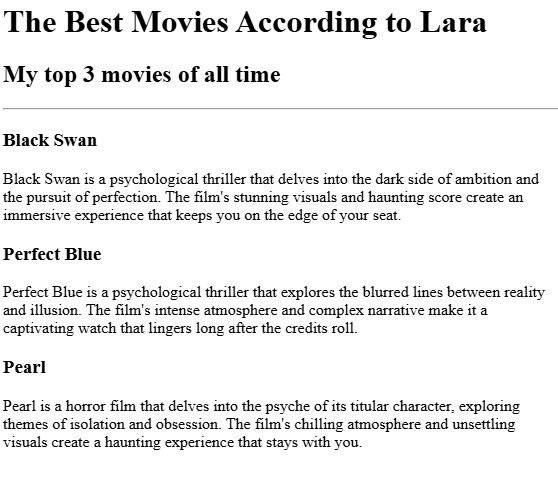 The Best Movies According to Lara
My top 3 movies of all time
Black Swan
Black Swan is a psychological thriller that delves into the dark side of ambition and
the pursuit of perfection. The film's stunning visuals and haunting score create an
immersive experience that keeps you on the edge of your seat.
Perfect Blue
Perfect Blue is a psychological thriller that explores the blurred lines between reality
and illusion. The film's intense atmosphere and complex narrative make it a
captivating watch that lingers long after the credits roll.
Pearl
Pearl is a horror film that delves into the psyche of its titular character, exploring
themes of isolation and obsession. The film's chilling atmosphere and unsettling
visuals create a haunting experience that stays with you.